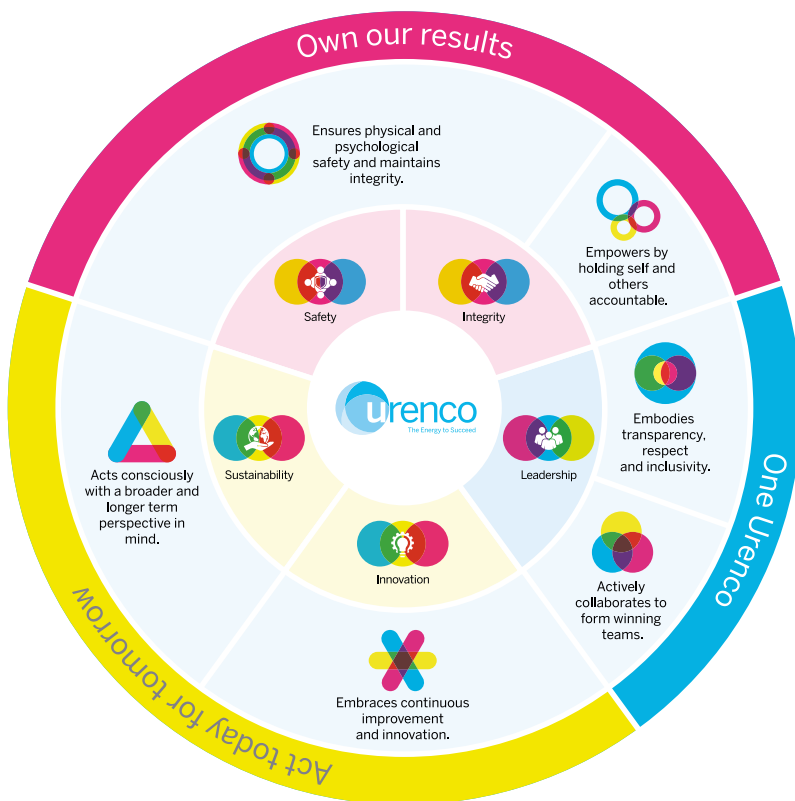 Own our results
Ensures physical and
psychological
safety and maintains
integrity.
Empowers by
holding self and
others
accountable.
Safety
Integrity
urenco
The Energy to Succeed
Embodies
transparency,
respect
and inclusivity.
Leadership
Sustainability
Acts consciously
with a broader and
longer term
perspective in
mind.
Innovation
Actively
collaborates to
form winning
teams.
One Urenco
Embraces continuous
improvement
and innovation.
Act today for tomorrow